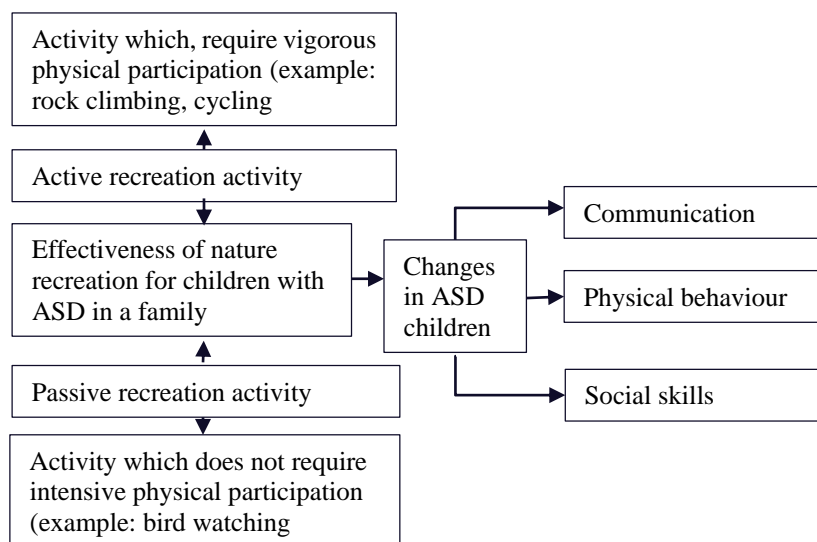 Activity which, require vigorous
physical participation (example:
rock climbing, cycling
Active recreation activity
Effectiveness of nature
recreation for children with
ASD in a family
Passive recreation activity
Activity which does not require
intensive physical participation
(example: bird watching
Changes
in ASD
children
Communication
Physical behaviour
Social skills